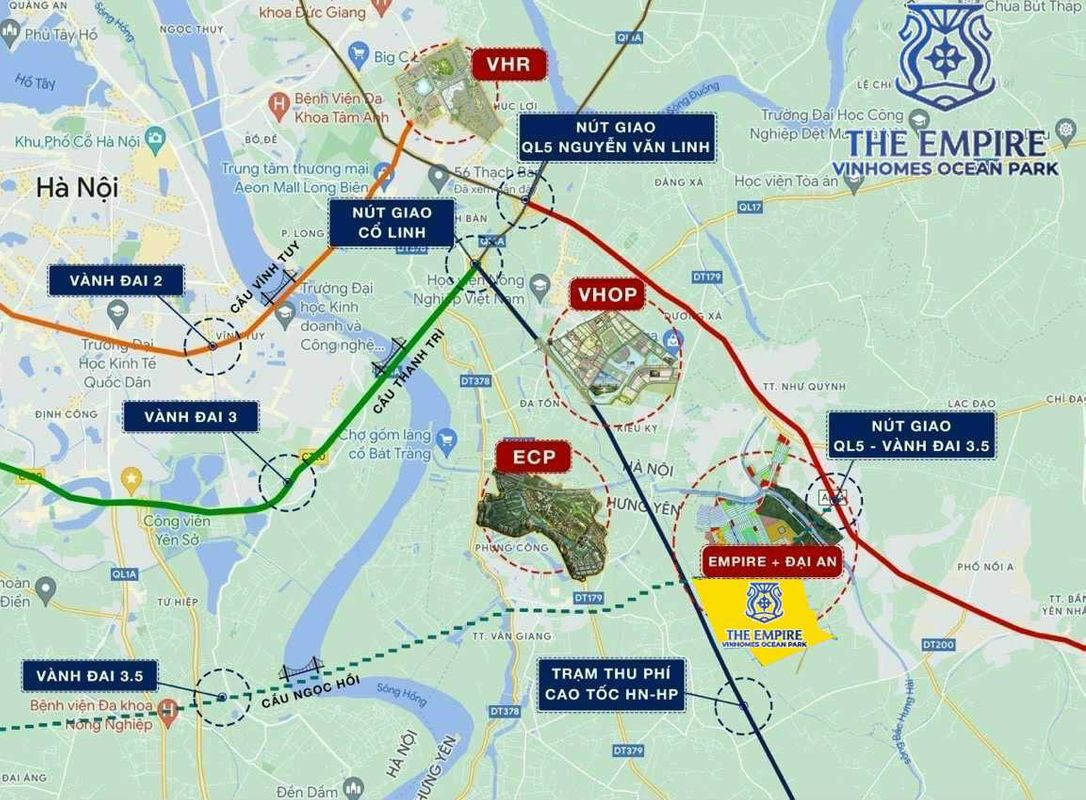 QUẢNG AN
Phủ Tây Hồ
Sông Hồng
Hồ Tây
NGỌC THỤY
khoa Đức Giang
Big C
VHR
QL1A
Chùa Bút Tháp
Bệnh Viện Đa
Khoa Tâm Anh
PHÚC LỢI
Sông Đuống
LỆ CHI
Trường Đại Học Công
Nghiệp Dệt Ma
THE EMPIRE
VINHOMES OCEAN PARK
Khu Phố Cổ Hà Nội
BỒ ĐỀ
NÚT GIAO
QL5 NGUYỄN VĂN LINH
Trung tâm thương mại
Aeon Mall Long Biên
56 Thạch Bàn
Đã xem gần đây
ĐẶNG XÁ
Học viện Tòa án
Hà Nội
QL17
NÚT GIAO
CỔ LINH
P. LONG
H BÀN
VÀNH ĐAI 2
CẦU VĨNH TUY
Học viện Nông
Nghiệp Việt Nam
DT179
VHOP
DƯƠNG XÁ
Trường Đại
học Kinh
doanh và
Công nghệ...
VĨNH TUY
Trường Đại
Học Kinh Tế
Quốc Dân
CẦU THANH TRÌ
DT378
TT. NHƯ QUỲNH
LẠC ĐẠO
CHỈ ĐẠO
ĐỊNH CÔNG
VÀNH ĐAI 3
ĐA TỐN
KIÊU KỴ
NÚT GIAO
QL5 - VÀNH ĐAI 3.5
Chợ gốm làng
cổ Bát Tràng
ECP
HÀ NỘI
HƯNG YÊN
Công viên
Yên Sở
PHỤNG CÔNG
EMPIRE + ĐẠI AN
PHỐ NỐI A
QL1A
TỨ HIỆP
DT179
THE EMPIRE
VINHOMES OCEAN PARK
TT. BẦN
YÊN NHÂ
TT. VĂN GIANG
DT200
VÀNH ĐAI 3.5
CẦU NGỌC HỒI
TRẠM THU PHÍ
CAO TỐC HN-HP
Sông Hồng
Bệnh viện Đa khoa
Nông Nghiệp
DT378
Sông Bắc Hưng Hải
HÀ NỘI
HƯNG YÊN
DT379
ĐẠI ÁNG
Đền Dầm